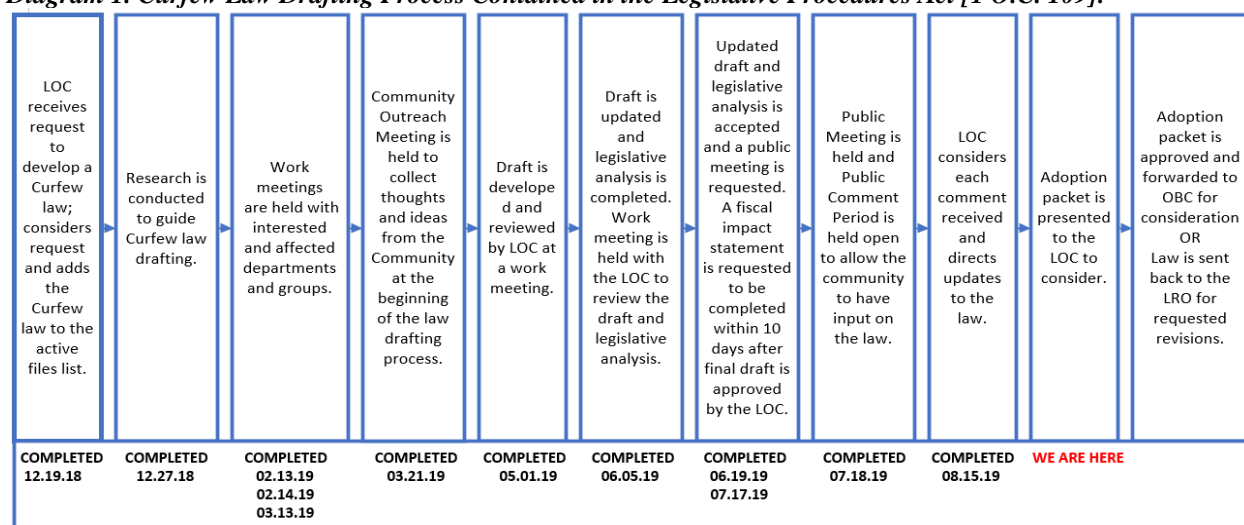 Diagram 1: Curfew Law Drafting Process Contained in the Legislative Procedures Act [1 O.C. 109].
LOC
receives
request
to
develop a
Curfew
law;
considers
request
and adds
the
Curfew
law to the
active
files list.
Research is
conducted
to guide
Curfew law
drafting.
Work
meetings
are held with
interested
and affected
departments
and groups.
Community
Outreach
Meeting is
held to
collect
thoughts
and ideas
from the
Community
at the
beginning
of the law
drafting
process.
Draft is
develope
d and
reviewed
by LOC at
a work
meeting.
Draft is
updated
and
legislative
analysis is
completed.
Work
meeting is
held with
the LOC to
review the
draft and
legislative
analysis.
Updated
draft and
legislative
analysis is
accepted
and a public
meeting is
requested.
A fiscal
impact
statement
is requested
to be
completed
within 10
days after
final draft is
approved
by the LOC.
Public
Meeting is
held and
Public
Comment
Period is
held open
to allow the
community
to have
input on
the law.
LOC
considers
each
comment
received
and
directs
updates
to the
law.
Adoption
packet is
presented
to the
LOC to
consider.
Adoption
packet is
approved and
forwarded to
OBC for
consideration
OR
Law is sent
back to the
LRO for
requested
revisions.
COMPLETED
12.19.18
COMPLETED
12.27.18
COMPLETED
02.13.19
02.14.19
03.13.19
COMPLETED
03.21.19
COMPLETED
05.01.19
COMPLETED
06.05.19
COMPLETED
06.19.19
07.17.19
COMPLETED
07.18.19
COMPLETED
08.15.19
WE ARE HERE